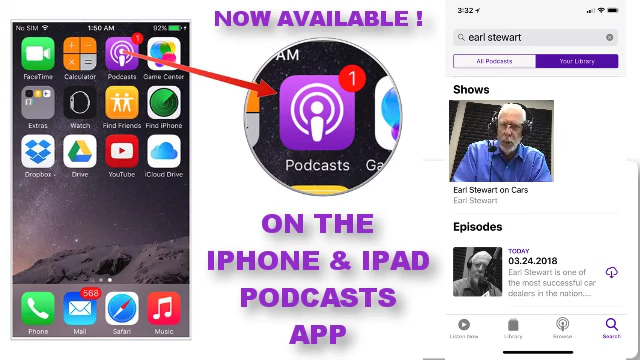 No SIM
1:50 AM
92%
1
FaceTime
Calculator
Podcasts
Game Center
Extras
Watch
Find Friends
Find iPhone
Dropbox
Drive
YouTube
iCloud Drive
568
Phone
Mail
Safari
Music
NOW AVAILABLE !
AM
1
Podcasts
Ga
ON THE
IPHONE & IPAD
PODCASTS
APP
3:32
earl stewart
All Podcasts
Your Library
Shows
Earl Stewart on Cars
Earl Stewart
Episodes
TODAY
03.24.2018
Earl Stewart is one of
the most successful car
dealers in the nation....
Listen Now
Library
Browse
Search